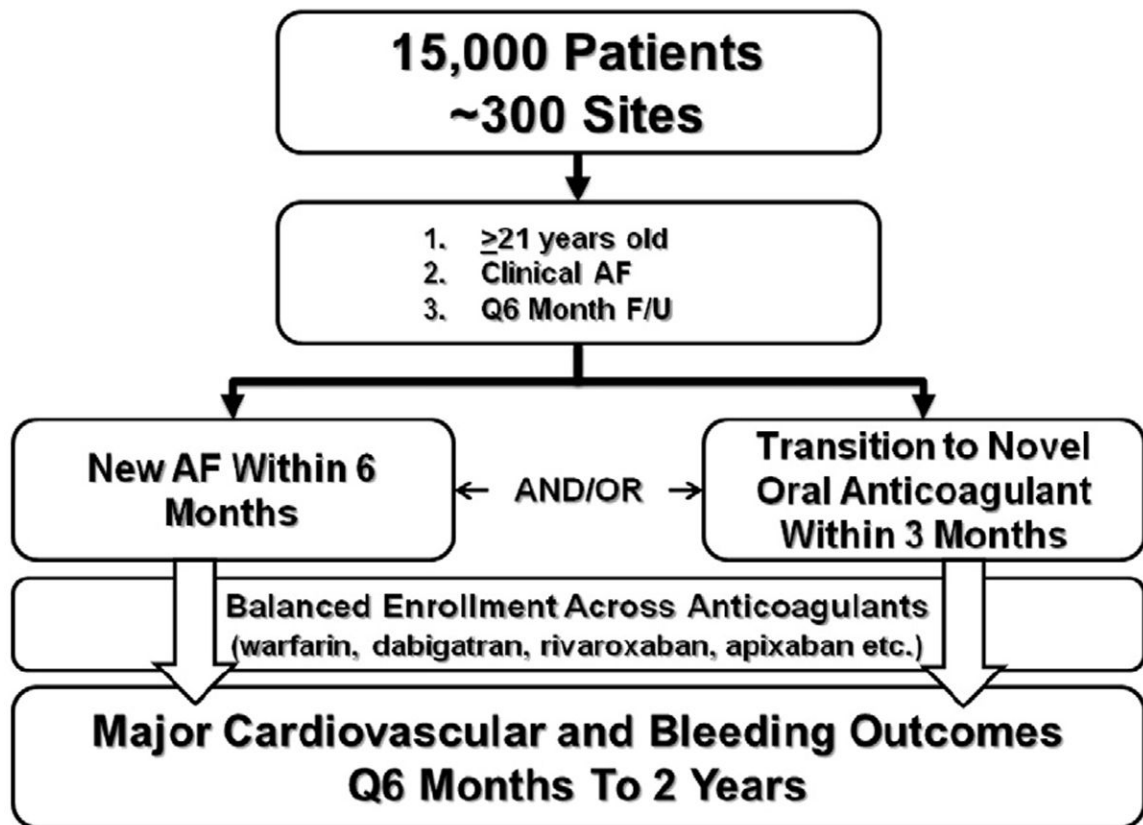 15,000 Patients
~300 Sites
1. ≥21 years old
2. Clinical AF
3. Q6 Month F/U
New AF Within 6
Months
← AND/OR →
Transition to Novel
Oral Anticoagulant
Within 3 Months
Balanced Enrollment Across Anticoagulants
(warfarin, dabigatran, rivaroxaban, apixaban etc.)
Major Cardiovascular and Bleeding Outcomes
Q6 Months To 2 Years